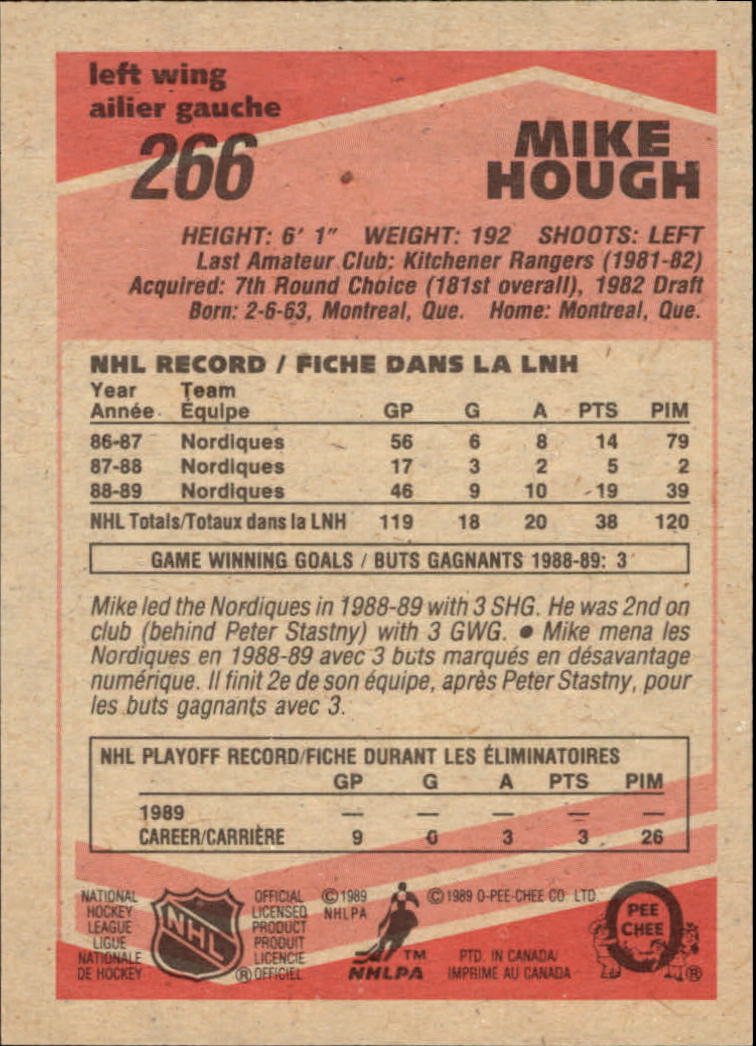 left wing
ailier gauche
266
MIKE
HOUGH
HEIGHT: 6' 1" WEIGHT: 192 SHOOTS: LEFT
Last Amateur Club: Kitchener Rangers (1981-82)
Acquired: 7th Round Choice (181st overall), 1982 Draft
Born: 2-6-63, Montreal, Que. Home: Montreal, Que.
NHL RECORD / FICHE DANS LA LNH
Year Team
Année Équipe GP G A PTS PIM
86-87 Nordiques 56 6 8 14 79
87-88 Nordiques 17 3 2 5 2
88-89 Nordiques 46 9 10 19 39
NHL Totals/Totaux dans la LNH 119 18 20 38 120
GAME WINNING GOALS / BUTS GAGNANTS 1988-89: 3
Mike led the Nordiques in 1988-89 with 3 SHG. He was 2nd on
club (behind Peter Stastny) with 3 GWG. ● Mike mena les
Nordiques en 1988-89 avec 3 buts marqués en désavantage
numérique. Il finit 2e de son équipe, après Peter Stastny, pour
les buts gagnants avec 3.
NHL PLAYOFF RECORD/FICHE DURANT LES ÉLIMINATOIRES
GP G A PTS PIM
1989 — — — — —
CAREER/CARRIÈRE 9 0 3 3 26
NATIONAL
HOCKEY
LEAGUE
LIGUE
NATIONALE
DE HOCKEY
NHL
®
OFFICIAL
LICENSED
PRODUCT
PRODUIT
LICENCIE
OFFICIEL
© 1989
NHLPA
TM
NHLPA
© 1989 O-PEE-CHEE CO. LTD.
PTD. IN CANADA/
IMPRIME AU CANADA
O
PEE
CHEE
®